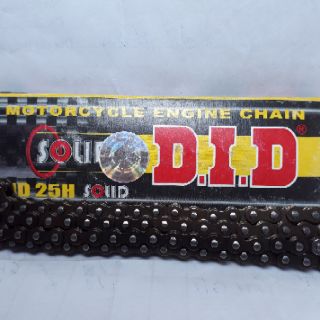 MOTORCYCLE ENGINE CHAIN
SOLID D.I.D®
25H SOLID